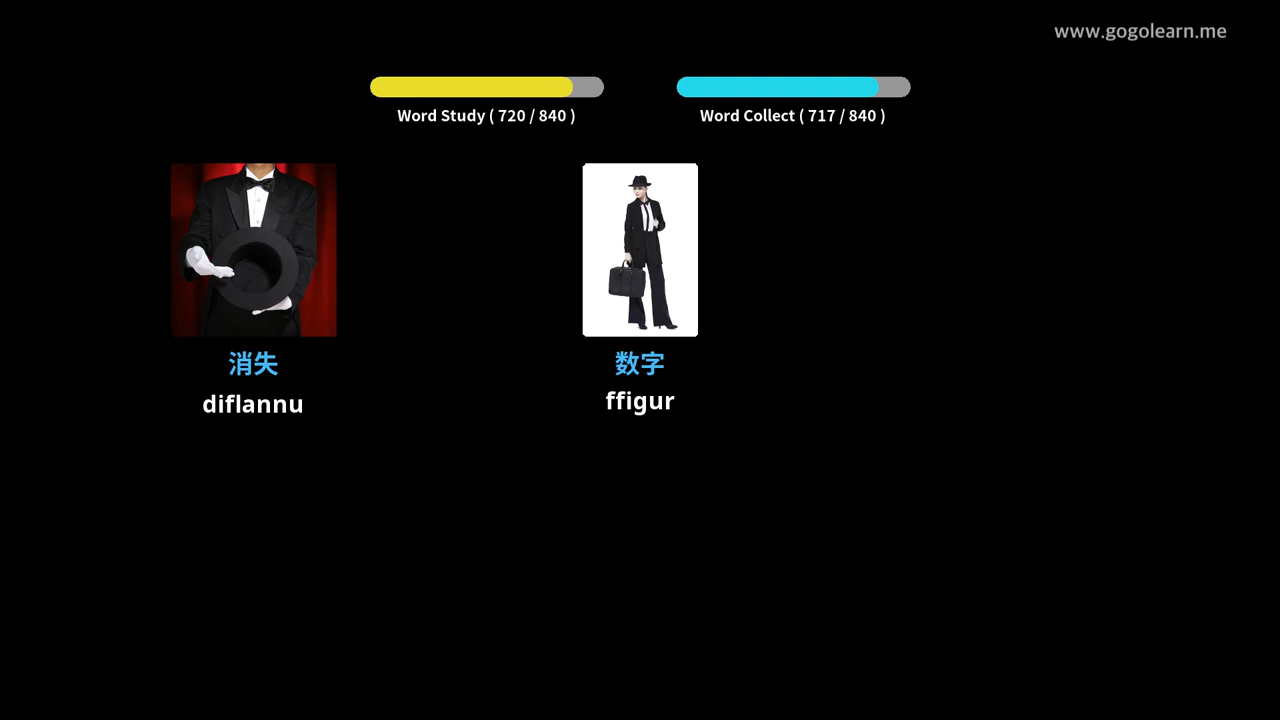 www.gogolearn.me
Word Study ( 720 / 840 )
Word Collect ( 717 / 840 )
消失
数字
diflannu
ffigur